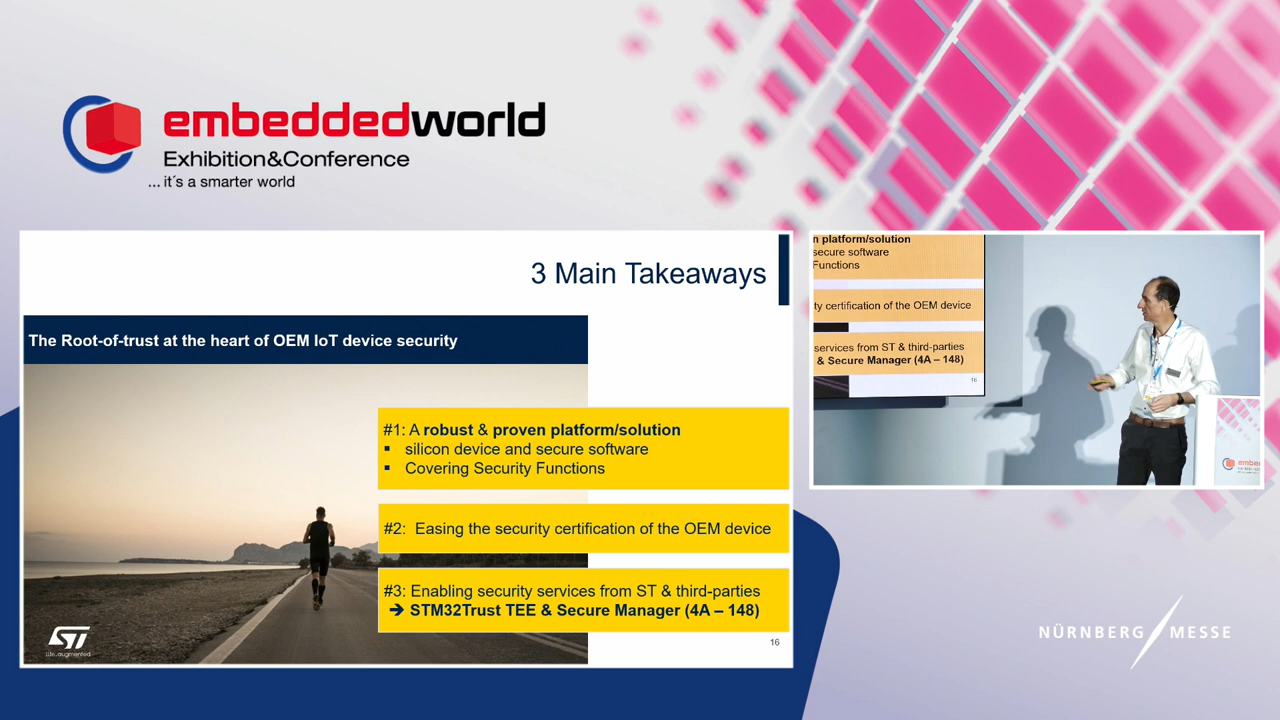 embeddedworld
Exhibition&Conference
... it´s a smarter world
3 Main Takeaways
The Root-of-trust at the heart of OEM IoT device security
#1: A robust & proven platform/solution
▪ silicon device and secure software
▪ Covering Security Functions
#2: Easing the security certification of the OEM device
#3: Enabling security services from ST & third-parties
➔ STM32Trust TEE & Secure Manager (4A – 148)
ST
life.augmented
16
n platform/solution
secure software
Functions
ty certification of the OEM device
services from ST & third-parties
& Secure Manager (4A – 148)
16
embe
NÜRNBERG MESSE